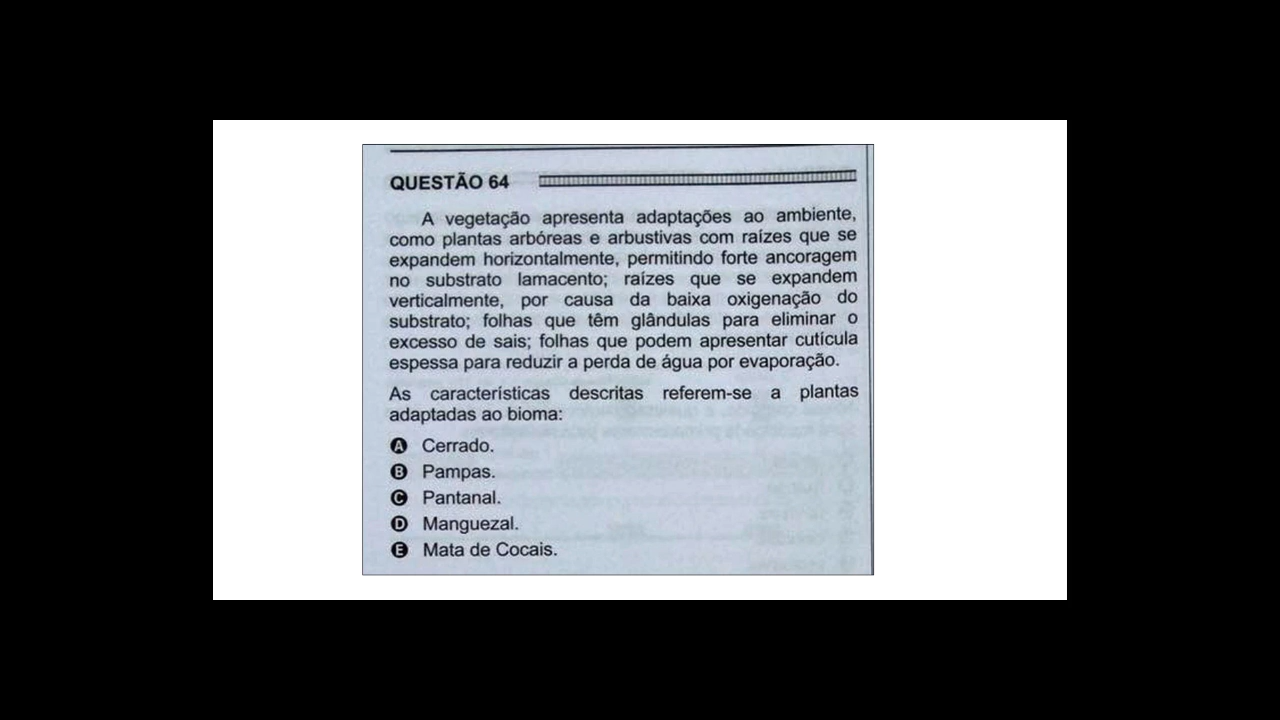 QUESTÃO 64
A vegetação apresenta adaptações ao ambiente,
como plantas arbóreas e arbustivas com raízes que se
expandem horizontalmente, permitindo forte ancoragem
no substrato lamacento; raízes que se expandem
verticalmente, por causa da baixa oxigenação do
substrato; folhas que têm glândulas para eliminar o
excesso de sais; folhas que podem apresentar cutícula
espessa para reduzir a perda de água por evaporação.
As características descritas referem-se a plantas
adaptadas ao bioma:
A Cerrado.
B Pampas.
C Pantanal.
D Manguezal.
E Mata de Cocais.